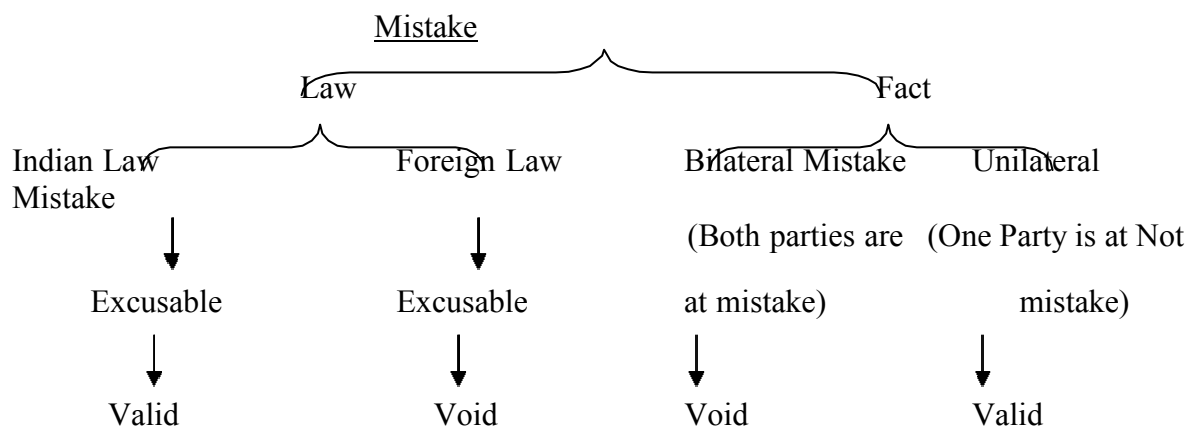 Mistake
Law Fact
Indian Law Foreign Law Bilateral Mistake Unilateral
Mistake
(Both parties are (One Party is at Not
Excusable Excusable at mistake) mistake)
Valid Void Void Valid